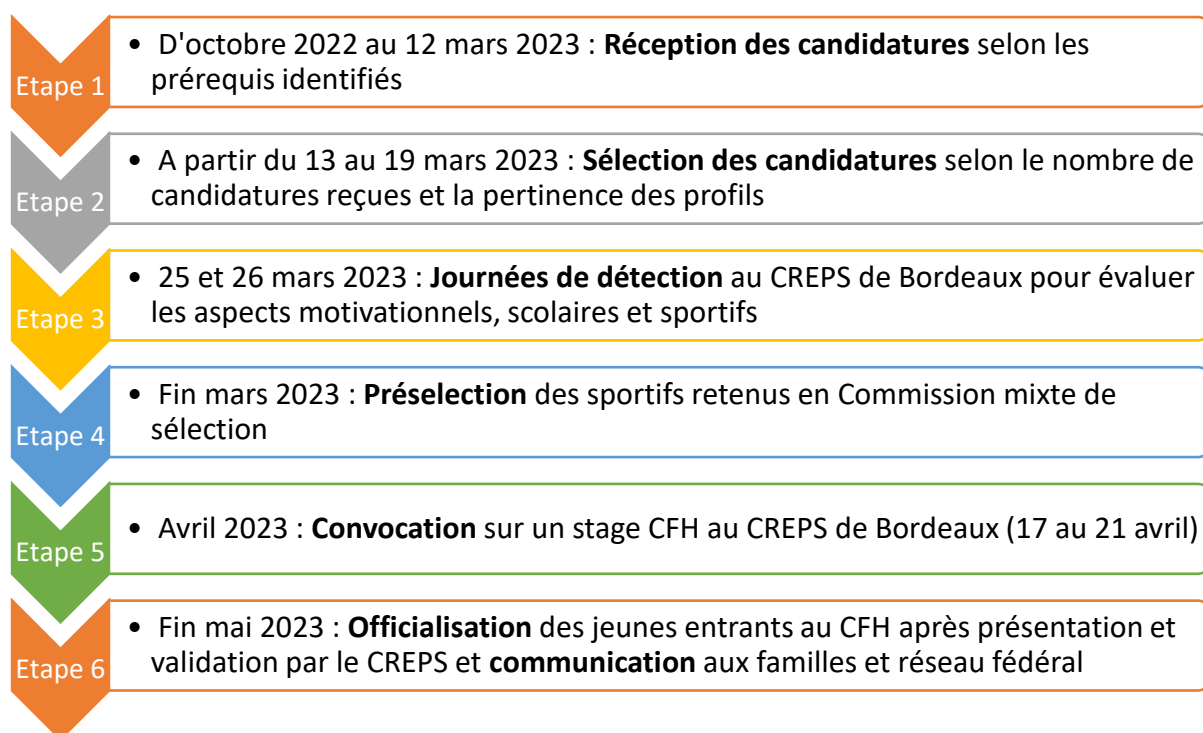 Etape 1
• D'octobre 2022 au 12 mars 2023 : Réception des candidatures selon les
prérequis identifiés
Etape 2
• A partir du 13 au 19 mars 2023 : Sélection des candidatures selon le nombre de
candidatures reçues et la pertinence des profils
Etape 3
• 25 et 26 mars 2023 : Journées de détection au CREPS de Bordeaux pour évaluer
les aspects motivationnels, scolaires et sportifs
Etape 4
• Fin mars 2023 : Préselection des sportifs retenus en Commission mixte de
sélection
Etape 5
• Avril 2023 : Convocation sur un stage CFH au CREPS de Bordeaux (17 au 21 avril)
Etape 6
• Fin mai 2023 : Officialisation des jeunes entrants au CFH après présentation et
validation par le CREPS et communication aux familles et réseau fédéral